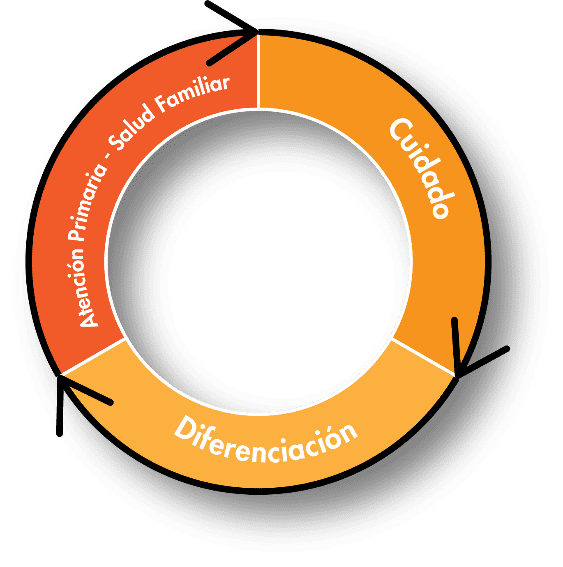 Cuidado
Diferenciación
Atención Primaria - Salud Familiar